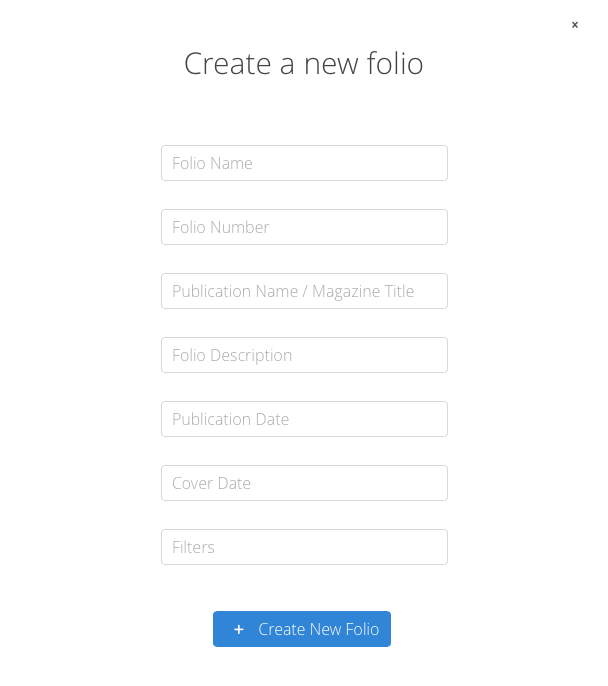 x
Create a new folio
Folio Name
Folio Number
Publication Name / Magazine Title
Folio Description
Publication Date
Cover Date
Filters
+ Create New Folio